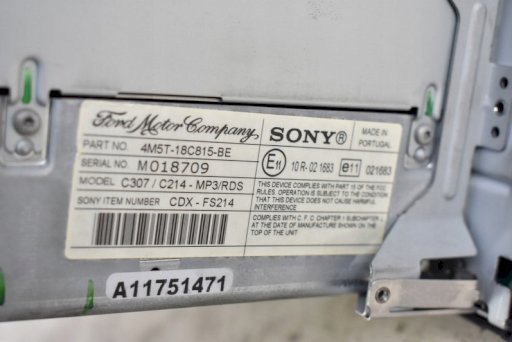 Ford Motor Company
SONY®
MADE IN
PORTUGAL
PART NO. 4M5T-18C815-BE
E11 10 R-02 1683 e11 021683
SERIAL NO. M018709
MODEL C307 / C214 - MP3/RDS
SONY ITEM NUMBER CDX - FS214
THIS DEVICE COMPLIES WITH PART 15 OF THE FCC
RULES. OPERATION IS SUBJECT TO THE CONDITION
THAT THIS DEVICE DOES NOT CAUSE HARMFUL
INTERFERENCE
COMPLIES WITH C. F. C. CHAPTER 1 SUBCHAPTER J,
AT THE DATE OF MANUFACTURE SHOWN ON THE
TOP OF THE UNIT
A11751471